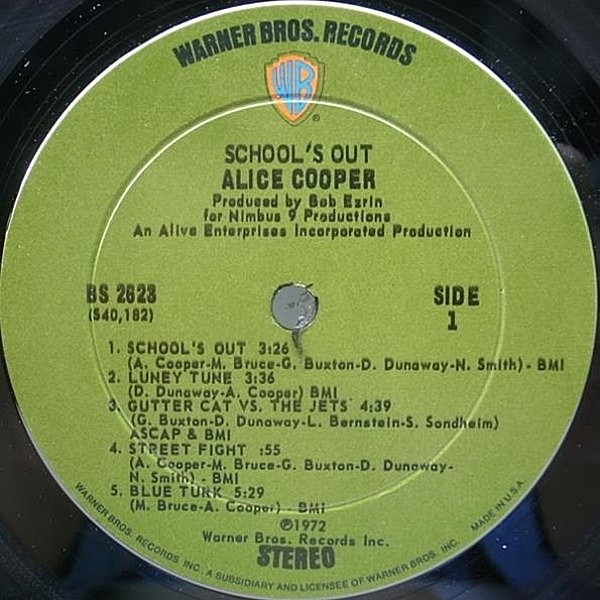 WARNER BROS. RECORDS
WB
®
SCHOOL'S OUT
ALICE COOPER
Produced by Bob Ezrin
for Nimbus 9 Productions
An Alive Enterprises Incorporated Production
BS 2623
(S40,182)
SIDE
1
1. SCHOOL'S OUT 3:26
(A. Cooper-M. Bruce-G. Buxton-D. Dunaway-N. Smith) - BMI
2. LUNEY TUNE 3:36
(D. Dunaway-A. Cooper) BMI
3. GUTTER CAT VS. THE JETS 4:39
(G. Buxton-D. Dunaway-L. Bernstein-S. Sondheim)
ASCAP & BMI
4. STREET FIGHT :55
(A. Cooper-M. Bruce-G. Buxton-D. Dunaway-
N. Smith) - BMI
5. BLUE TURK 5:29
(M. Bruce-A. Cooper) - BMI
℗1972
Warner Bros. Records Inc.
STEREO
WARNER BROS. RECORDS INC. A SUBSIDIARY AND LICENSEE OF WARNER BROS. INC. MADE IN U.S.A